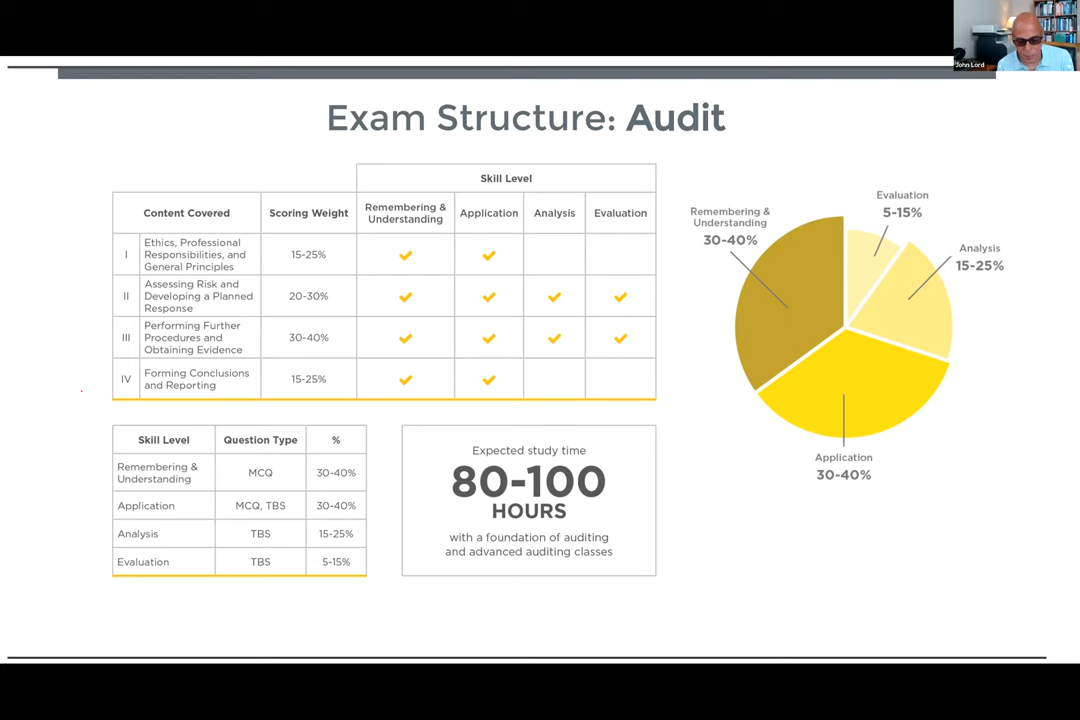 John Lord
Exam Structure: Audit
Skill Level
Content Covered
Scoring Weight
Remembering &
Understanding
Application
Analysis
Evaluation
I
Ethics, Professional
Responsibilities, and
General Principles
15-25%
II
Assessing Risk and
Developing a Planned
Response
20-30%
III
Performing Further
Procedures and
Obtaining Evidence
30-40%
IV
Forming Conclusions
and Reporting
15-25%
Evaluation
5-15%
Remembering &
Understanding
30-40%
Analysis
15-25%
Application
30-40%
Skill Level
Question Type
%
Remembering &
Understanding
MCQ
30-40%
Application
MCQ, TBS
30-40%
Analysis
TBS
15-25%
Evaluation
TBS
5-15%
Expected study time
80-100
HOURS
with a foundation of auditing
and advanced auditing classes